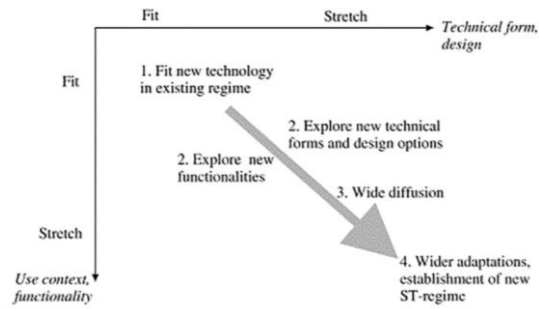 Fit
Stretch
Technical form,
design
Fit
1. Fit new technology
in existing regime
2. Explore new technical
forms and design options
2. Explore new
functionalities
3. Wide diffusion
Stretch
4. Wider adaptations,
establishment of new
ST-regime
Use context,
functionality